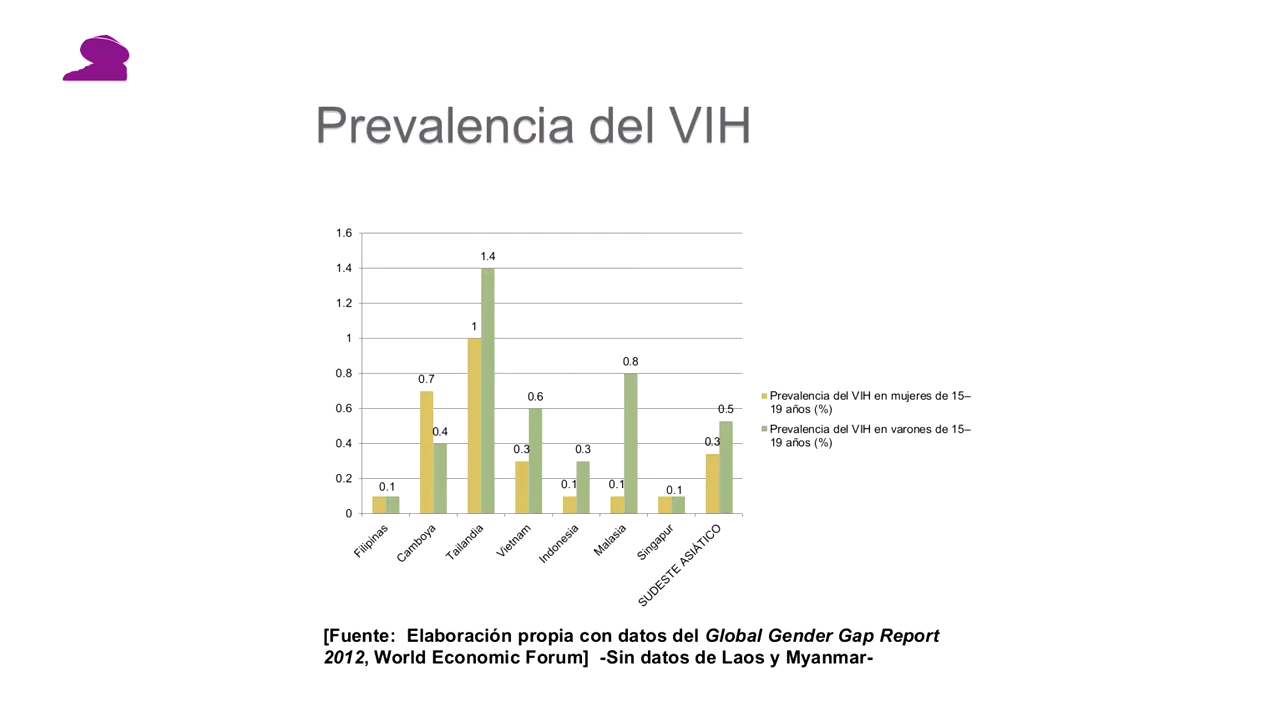 Prevalencia del VIH
1.6
1.4
1.2
1
0.8
0.6
0.4
0.2
0
0.1
0.7
0.4
1
1.4
0.3
0.6
0.1
0.3
0.1
0.8
0.1
0.3
0.5
Filipinas
Camboya
Tailandia
Vietnam
Indonesia
Malasia
Singapur
SUDESTE ASIÁTICO
Prevalencia del VIH en mujeres de 15–
19 años (%)
Prevalencia del VIH en varones de 15–
19 años (%)
[Fuente:  Elaboración propia con datos del Global Gender Gap Report
2012, World Economic Forum]  -Sin datos de Laos y Myanmar-